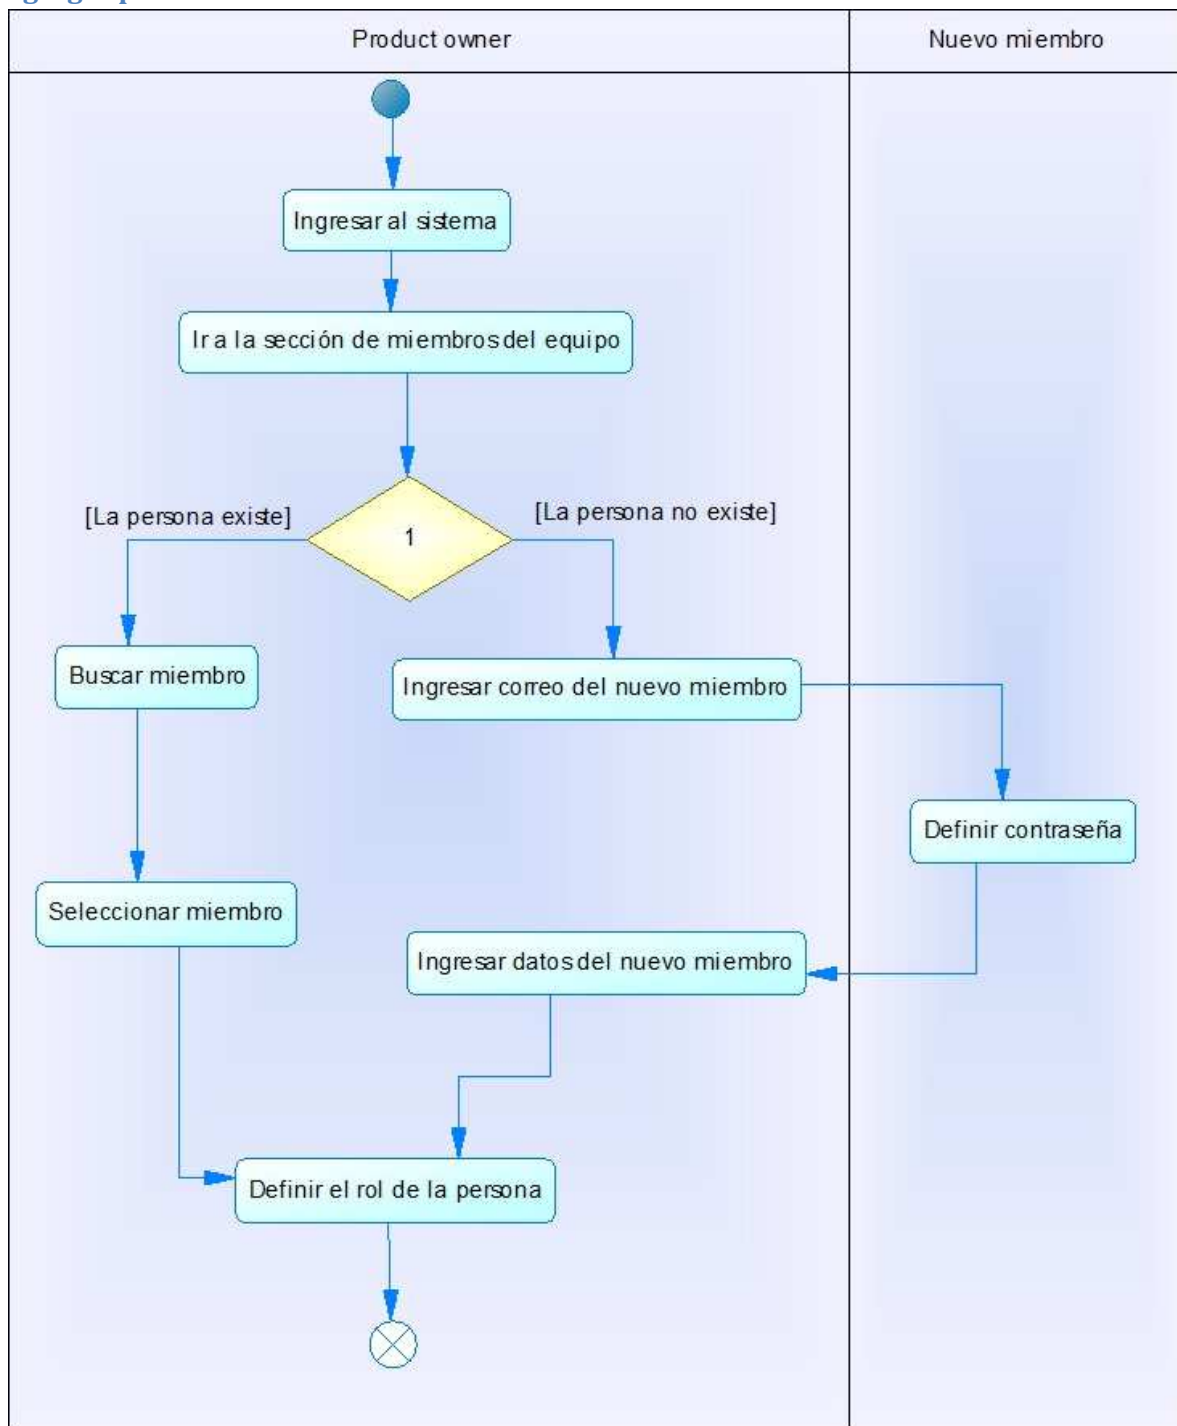 Product owner
Nuevo miembro
Ingresar al sistema
Ir a la sección de miembros del equipo
[La persona existe]
[La persona no existe]
1
Buscar miembro
Ingresar correo del nuevo miembro
Definir contraseña
Seleccionar miembro
Ingresar datos del nuevo miembro
Definir el rol de la persona